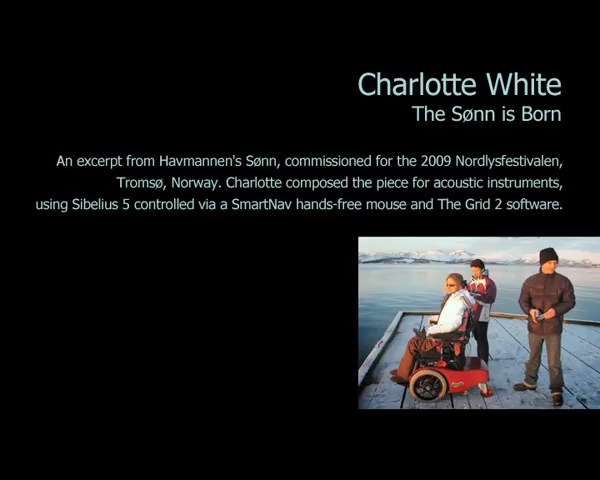 Charlotte White
The Sønn is Born
An excerpt from Havmannen's Sønn, commissioned for the 2009 Nordlysfestivalen,
Tromsø, Norway. Charlotte composed the piece for acoustic instruments,
using Sibelius 5 controlled via a SmartNav hands-free mouse and The Grid 2 software.